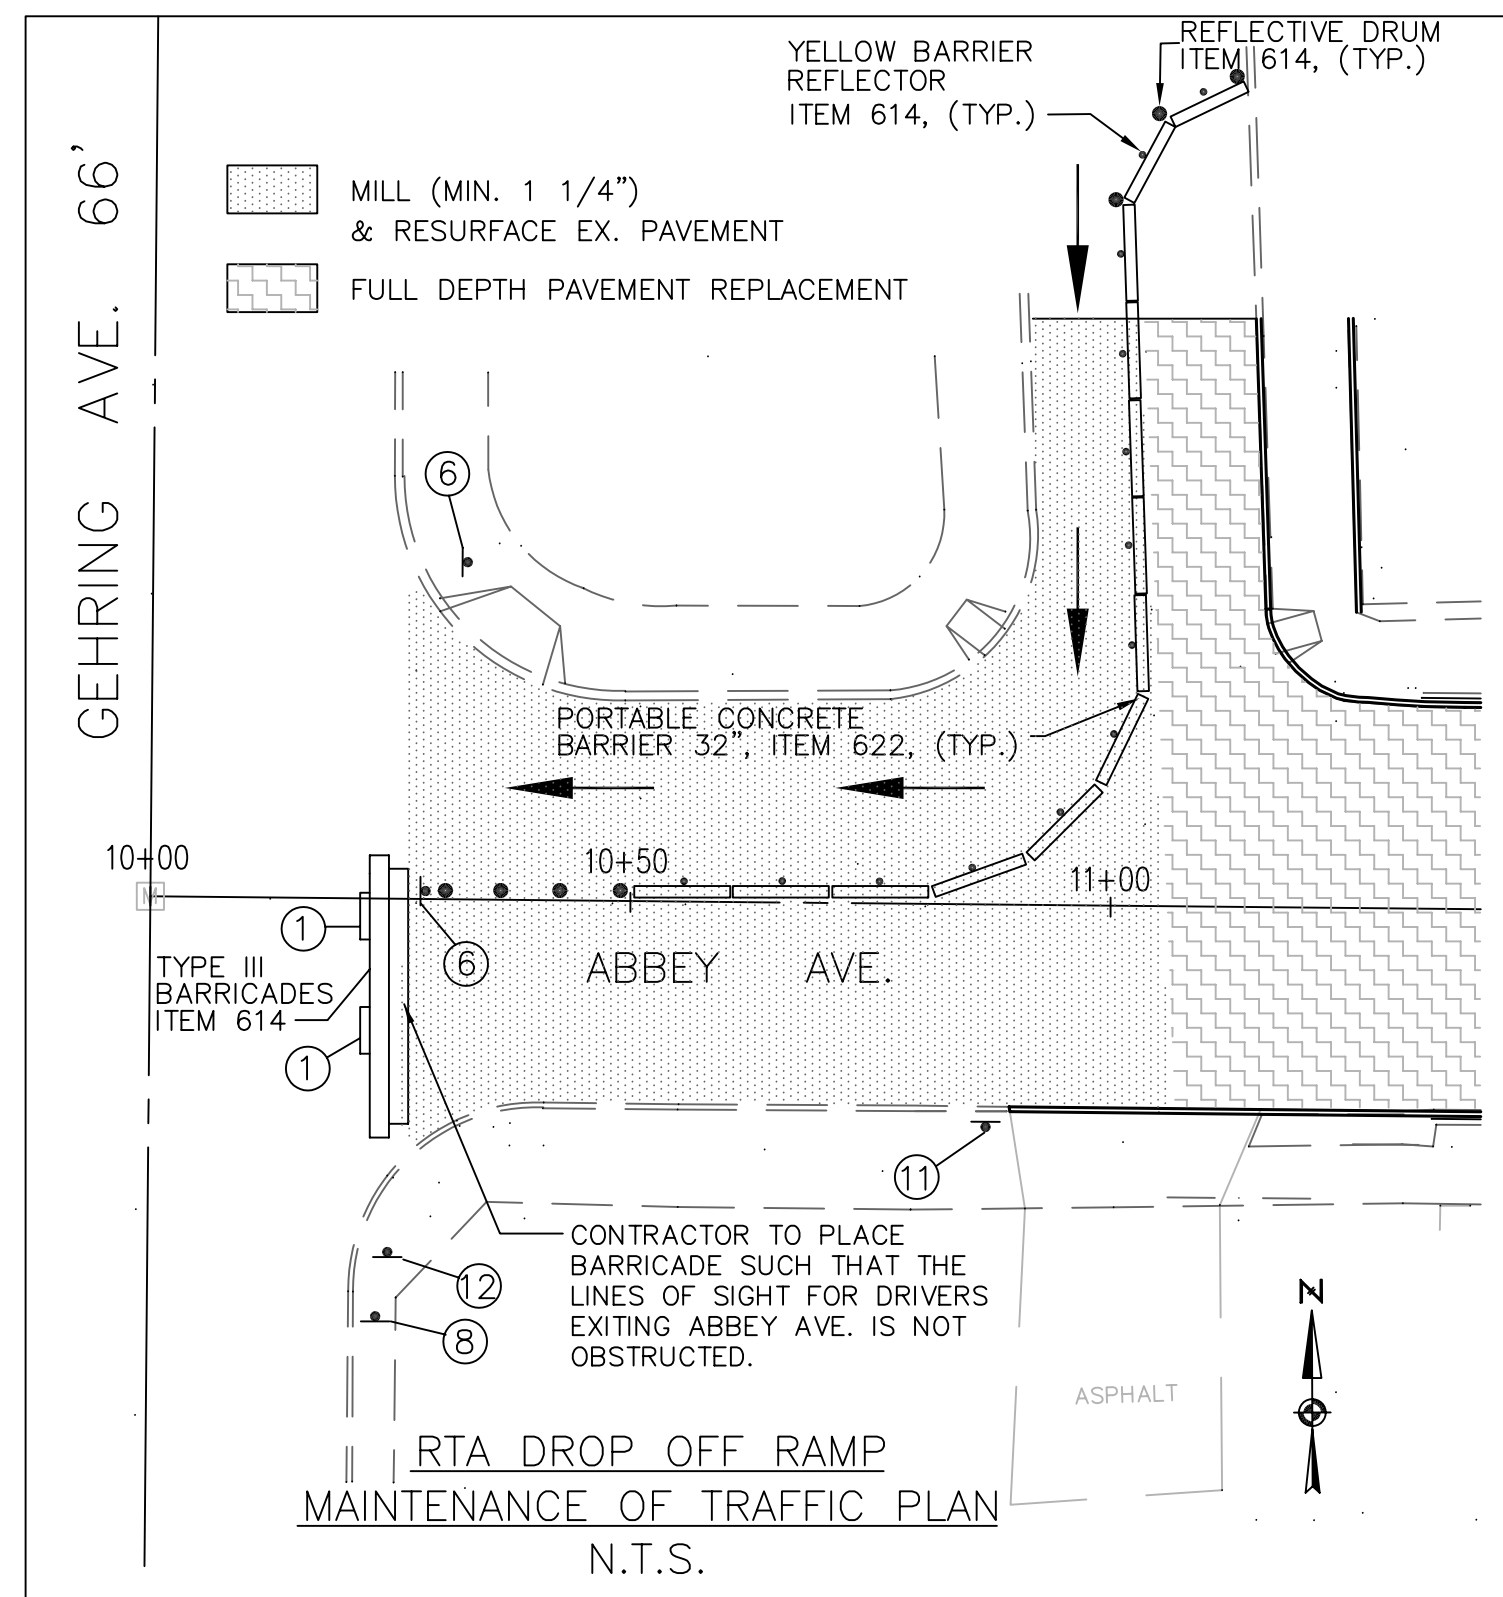 REFLECTIVE DRUM
ITEM 614, (TYP.)
YELLOW BARRIER
REFLECTOR
ITEM 614, (TYP.)
GEHRING AVE. 66'
MILL (MIN. 1 1/4")
& RESURFACE EX. PAVEMENT
FULL DEPTH PAVEMENT REPLACEMENT
6
PORTABLE CONCRETE
BARRIER 32", ITEM 622, (TYP.)
10+00
10+50
11+00
M
1
6
ABBEY AVE.
TYPE III
BARRICADES
ITEM 614
1
11
CONTRACTOR TO PLACE
BARRICADE SUCH THAT THE
LINES OF SIGHT FOR DRIVERS
EXITING ABBEY AVE. IS NOT
OBSTRUCTED.
12
8
N
ASPHALT
RTA DROP OFF RAMP
MAINTENANCE OF TRAFFIC PLAN
N.T.S.